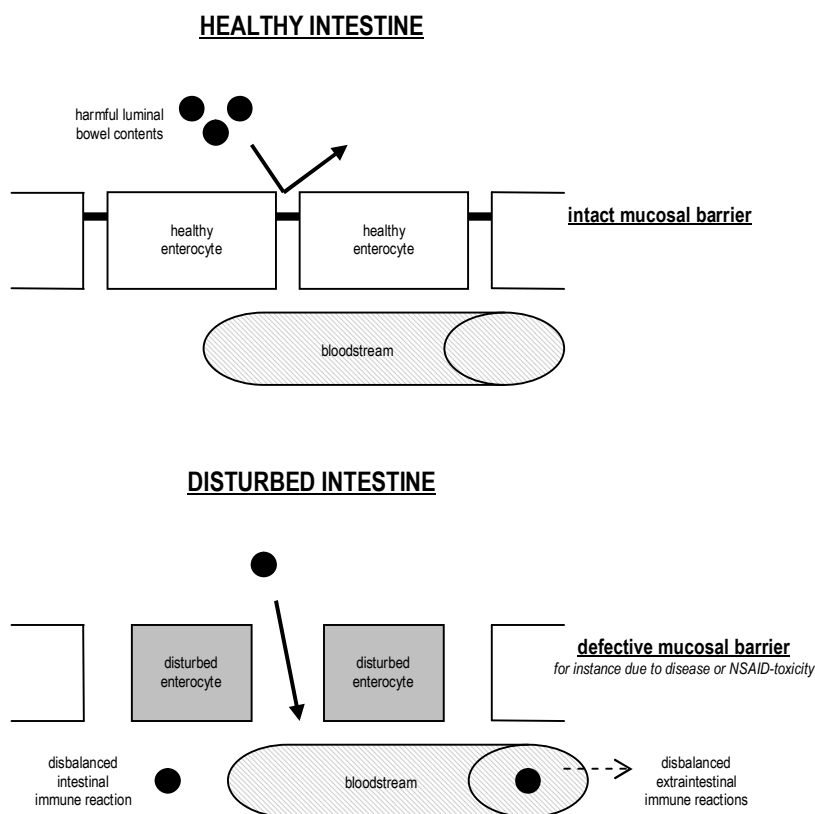 HEALTHY INTESTINE
harmful luminal
bowel contents
healthy
enterocyte
healthy
enterocyte
intact mucosal barrier
bloodstream
DISTURBED INTESTINE
disturbed
enterocyte
disturbed
enterocyte
defective mucosal barrier
for instance due to disease or NSAID-toxicity
disbalanced
intestinal
immune reaction
bloodstream
disbalanced
extraintestinal
immune reactions